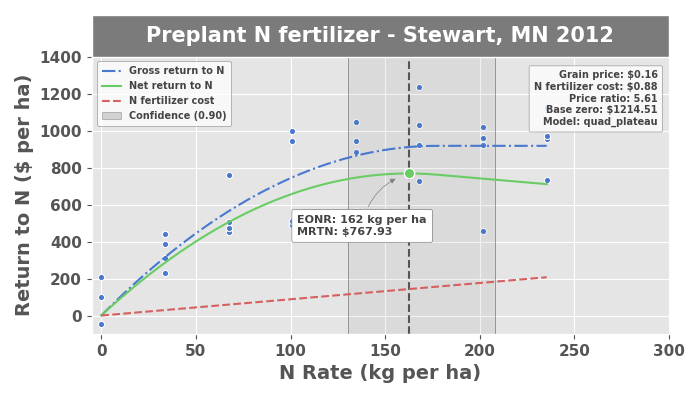 Preplant N fertilizer - Stewart, MN 2012
Return to N ($ per ha)
1400
1200
1000
800
600
400
200
0
Gross return to N
Net return to N
N fertilizer cost
Confidence (0.90)
Grain price: $0.16
N fertilizer cost: $0.88
Price ratio: 5.61
Base zero: $1214.51
Model: quad_plateau
EONR: 162 kg per ha
MRTN: $767.93
0
50
100
150
200
250
300
N Rate (kg per ha)